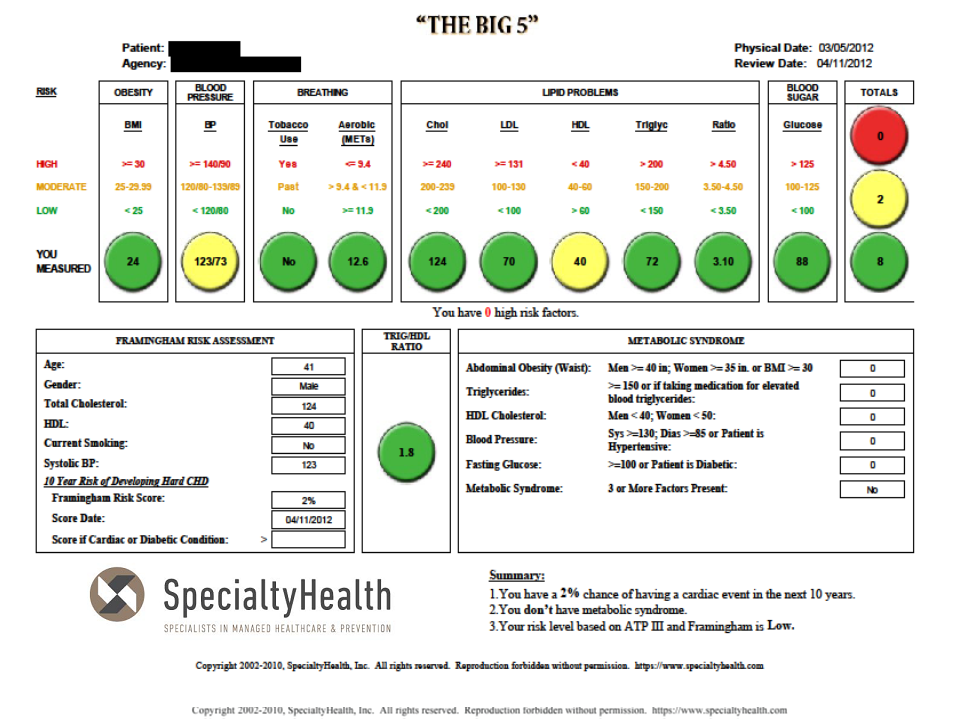 “THE BIG 5”
Patient:
Agency:
Physical Date: 03/05/2012
Review Date: 04/11/2012
RISK OBESITY BLOOD PRESSURE BREATHING LIPID PROBLEMS BLOOD SUGAR TOTALS
BMI BP Tobacco Use Aerobic (METs) Chol LDL HDL Triglyc Ratio Glucose
0
HIGH >= 30 >= 140/90 Yes <= 9.4 >= 240 >= 131 < 40 > 200 > 4.50 > 125
MODERATE 25-29.99 120/80-139/89 Past > 9.4 & < 11.9 200-239 100-130 40-60 150-200 3.50-4.50 100-125
2
LOW < 25 < 120/80 No >= 11.9 < 200 < 100 > 60 < 150 < 3.50 < 100
YOU MEASURED 24 123/73 No 12.6 124 70 40 72 3.10 88 8
You have 0 high risk factors.
FRAMINGHAM RISK ASSESSMENT
Age: 41
Gender: Male
Total Cholesterol: 124
HDL: 40
Current Smoking: No
Systolic BP: 123
10 Year Risk of Developing Hard CHD
Framingham Risk Score: 2%
Score Date: 04/11/2012
Score if Cardiac or Diabetic Condition: >
TRIG/HDL
RATIO
1.8
METABOLIC SYNDROME
Abdominal Obesity (Waist): Men >= 40 in; Women >= 35 in. or BMI >= 30 0
Triglycerides: >= 150 or if taking medication for elevated
blood triglycerides: 0
HDL Cholesterol: Men < 40; Women < 50: 0
Blood Pressure: Sys >=130; Dias >=85 or Patient is
Hypertensive: 0
Fasting Glucose: >=100 or Patient is Diabetic: 0
Metabolic Syndrome: 3 or More Factors Present: No
SpecialtyHealth
SPECIALISTS IN MANAGED HEALTHCARE & PREVENTION
Summary:
1.You have a 2% chance of having a cardiac event in the next 10 years.
2.You don’t have metabolic syndrome.
3.Your risk level based on ATP III and Framingham is Low.
Copyright 2002-2010, SpecialtyHealth, Inc. All rights reserved. Reproduction forbidden without permission. https://www.specialtyhealth.com
Copyright 2002-2010, SpecialtyHealth, Inc. All rights reserved. Reproduction forbidden without permission. https://www.specialtyhealth.com